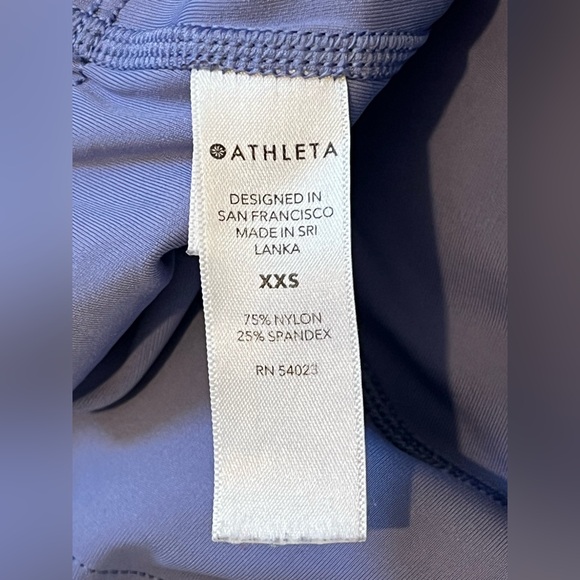 ATHLETA
DESIGNED IN
SAN FRANCISCO
MADE IN SRI
LANKA
XXS
75% NYLON
25% SPANDEX
RN 54023